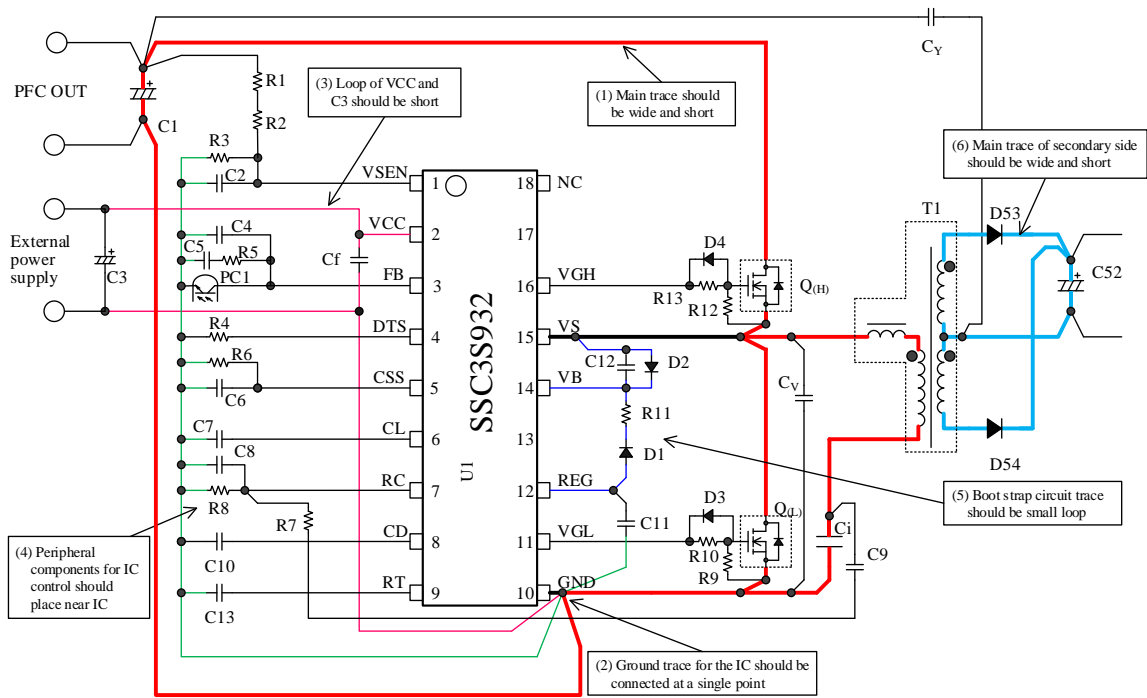 PFC OUT
C1
R1
R2
R3
C2
(3) Loop of VCC and
C3 should be short
(1) Main trace should
be wide and short
CY
(6) Main trace of secondary side
should be wide and short
External
power
supply
C3
C4
C5
R5
PC1
Cf
R4
R6
C6
C7
C8
R8
R7
C10
C13
(4) Peripheral
components for IC
control should
place near IC
VSEN
VCC
FB
DTS
CSS
CL
RC
CD
RT
1
2
3
4
5
6
7
8
9
SSC3S932
U1
18
17
16
15
14
13
12
11
10
NC
VGH
VS
VB
REG
VGL
GND
D4
R13
R12
Q(H)
C12
D2
R11
D1
C11
D3
R10
R9
Q(L)
CV
Ci
C9
T1
D53
C52
D54
(5) Boot strap circuit trace
should be small loop
(2) Ground trace for the IC should be
connected at a single point